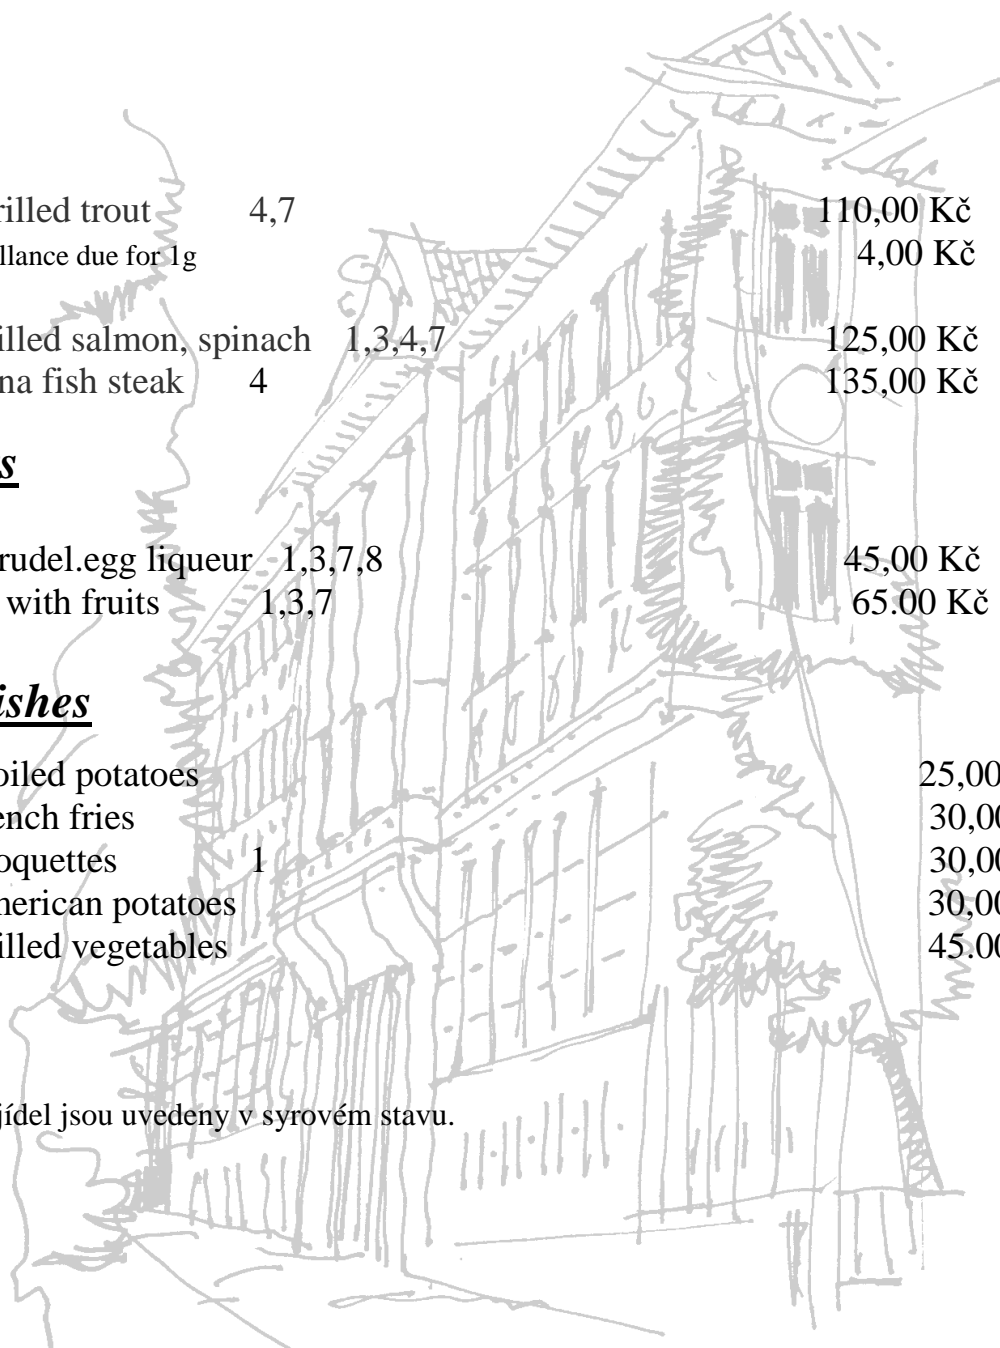 rilled trout 4,7 110,00 Kč
llance due for 1g 4,00 Kč
illed salmon, spinach 1,3,4,7 125,00 Kč
na fish steak 4 135,00 Kč
s
rudel.egg liqueur 1,3,7,8 45,00 Kč
with fruits 1,3,7 65.00 Kč
ishes
oiled potatoes 25,00
ench fries 30,00
oquettes 1 30,00
nerican potatoes 30,00
illed vegetables 45.00
jídel jsou uvedeny v syrovém stavu.